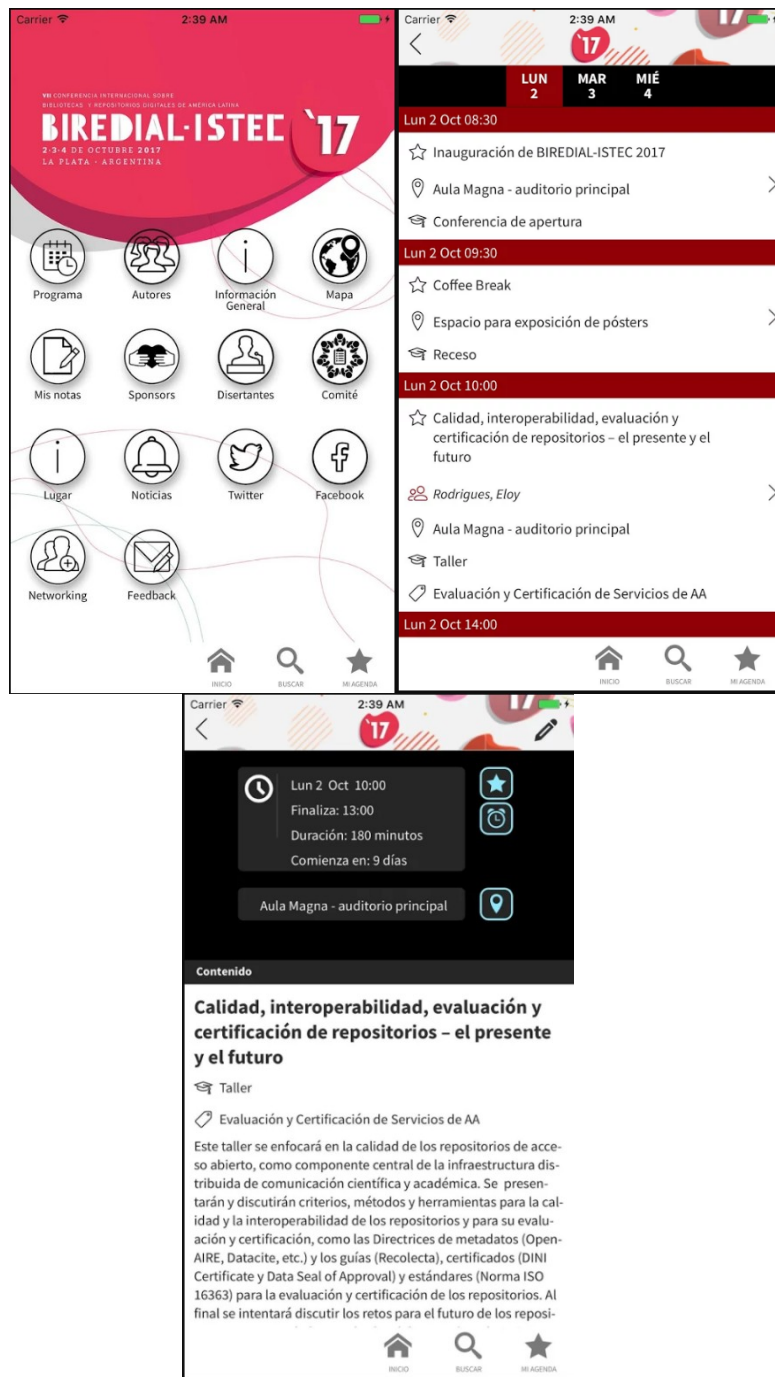 Carrier 2:39 AM
VII CONFERENCIA INTERNACIONAL SOBRE
BIBLIOTECAS Y REPOSITORIOS DIGITALES DE AMÉRICA LATINA
BIREDIAL-ISTEC `17
2·3·4 DE OCTUBRE 2017
LA PLATA - ARGENTINA
Programa Autores Información General Mapa
Mis notas Sponsors Disertantes Comité
Lugar Noticias Twitter Facebook
Networking Feedback
INICIO BUSCAR MI AGENDA
Carrier 2:39 AM
`17
LUN 2 MAR 3 MIÉ 4
Lun 2 Oct 08:30
Inauguración de BIREDIAL-ISTEC 2017
Aula Magna - auditorio principal
Conferencia de apertura
Lun 2 Oct 09:30
Coffee Break
Espacio para exposición de pósters
Receso
Lun 2 Oct 10:00
Calidad, interoperabilidad, evaluación y
certificación de repositorios – el presente y el
futuro
Rodrigues, Eloy
Aula Magna - auditorio principal
Taller
Evaluación y Certificación de Servicios de AA
Lun 2 Oct 14:00
INICIO BUSCAR MI AGENDA
Carrier 2:39 AM
`17
Lun 2 Oct 10:00
Finaliza: 13:00
Duración: 180 minutos
Comienza en: 9 días
Aula Magna - auditorio principal
Contenido
Calidad, interoperabilidad, evaluación y
certificación de repositorios – el presente
y el futuro
Taller
Evaluación y Certificación de Servicios de AA
Este taller se enfocará en la calidad de los repositorios de acce-
so abierto, como componente central de la infraestructura dis-
tribuida de comunicación científica y académica. Se presen-
tarán y discutirán criterios, métodos y herramientas para la cal-
idad y la interoperabilidad de los repositorios y para su evalu-
ación y certificación, como las Directrices de metadatos (Open-
AIRE, Datacite, etc.) y los guías (Recolecta), certificados (DINI
Certificate y Data Seal of Approval) y estándares (Norma ISO
16363) para la evaluación y certificación de los repositorios. Al
final se intentará discutir los retos para el futuro de los reposi-
INICIO BUSCAR MI AGENDA